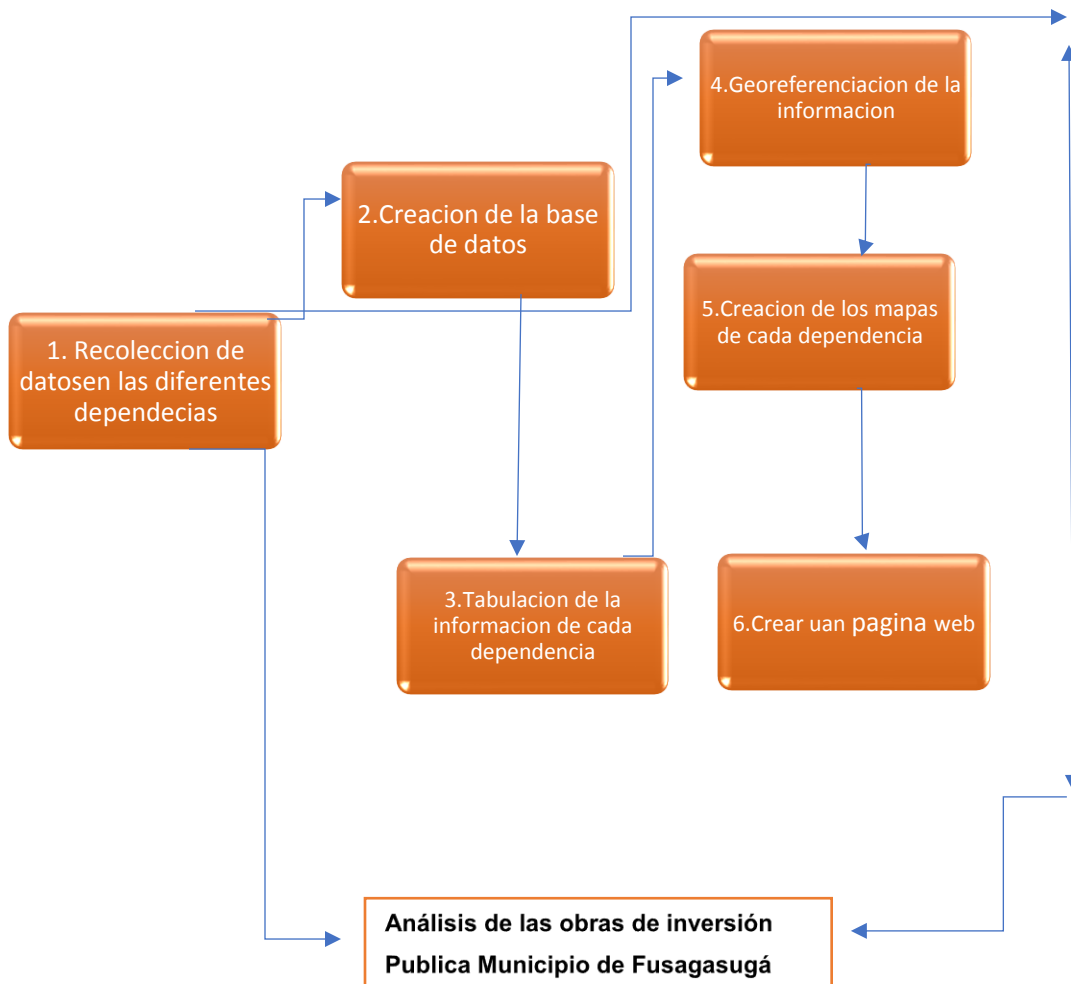 1. Recoleccion de
datosen las diferentes
dependecias
2.Creacion de la base
de datos
3.Tabulacion de la
informacion de cada
dependencia
4.Georeferenciacion de la
informacion
5.Creacion de los mapas
de cada dependencia
6.Crear uan pagina web
Análisis de las obras de inversión
Publica Municipio de Fusagasugá